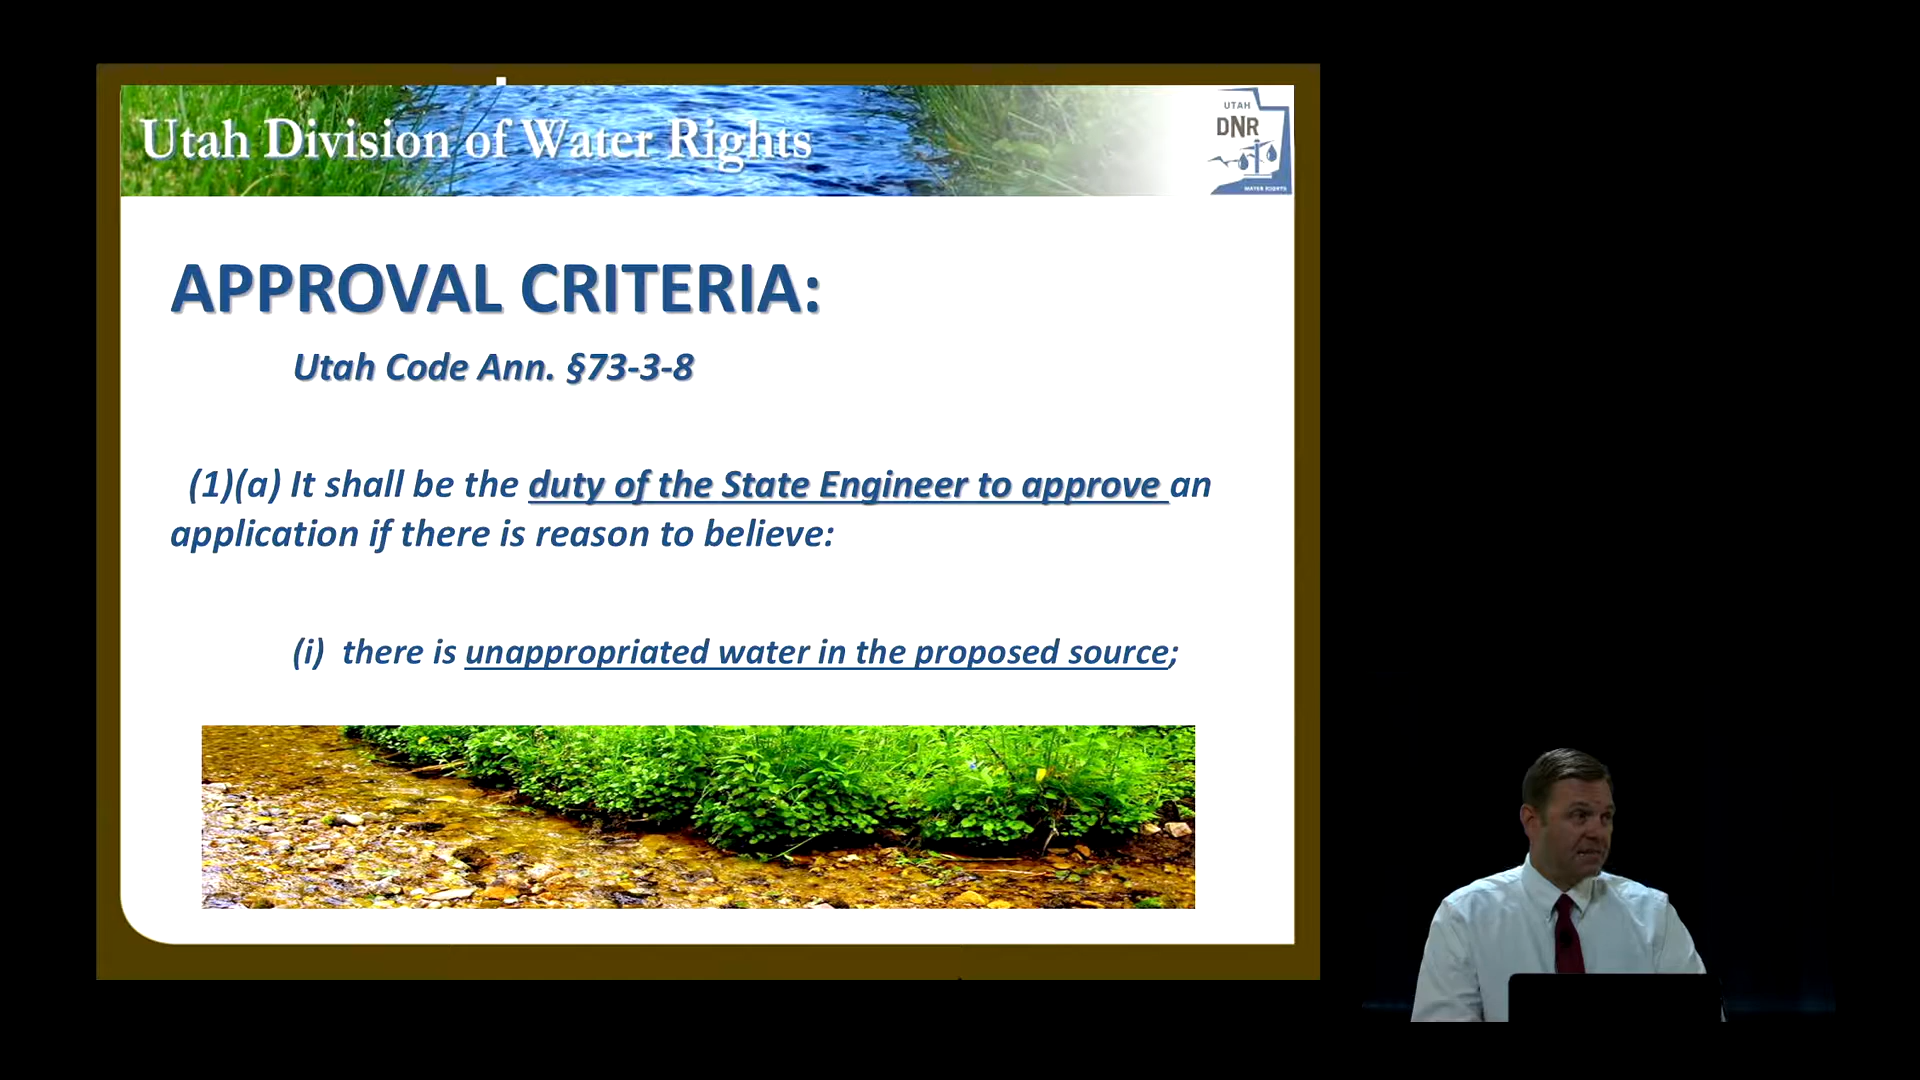 Utah Division of Water Rights
UTAH
DNR
WATER RIGHTS
APPROVAL CRITERIA:
Utah Code Ann. §73-3-8
(1)(a) It shall be the duty of the State Engineer to approve an
application if there is reason to believe:
(i) there is unappropriated water in the proposed source;